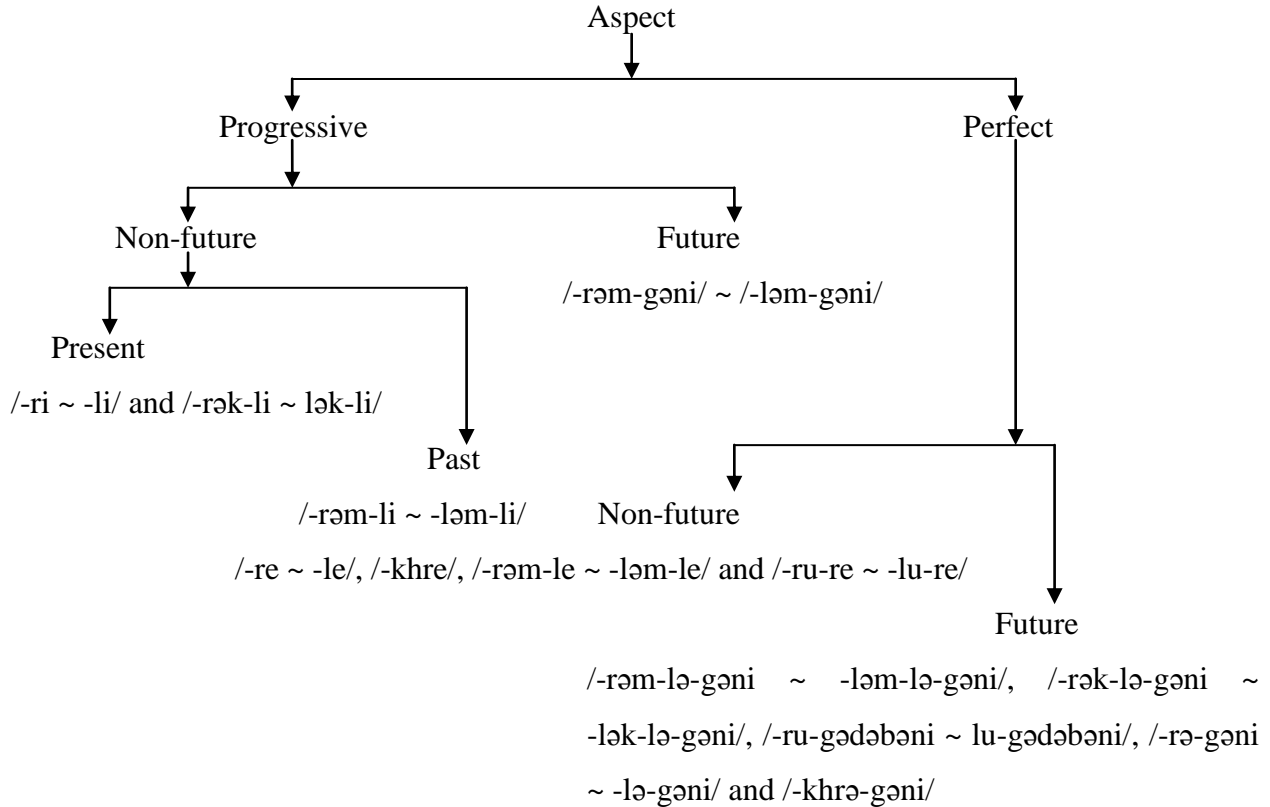 Aspect
Progressive
Perfect
Non-future
Future
/-rəm-gəni/ ~ /-ləm-gəni/
Present
/-ri ~ -li/ and /-rək-li ~ lək-li/
Past
/-rəm-li ~ -ləm-li/
Non-future
/-re ~ -le/, /-khre/, /-rəm-le ~ -ləm-le/ and /-ru-re ~ -lu-re/
Future
/-rəm-lə-gəni ~ -ləm-lə-gəni/, /-rək-lə-gəni ~
-lək-lə-gəni/, /-ru-gədəbəni ~ lu-gədəbəni/, /-rə-gəni
~ -lə-gəni/ and /-khrə-gəni/